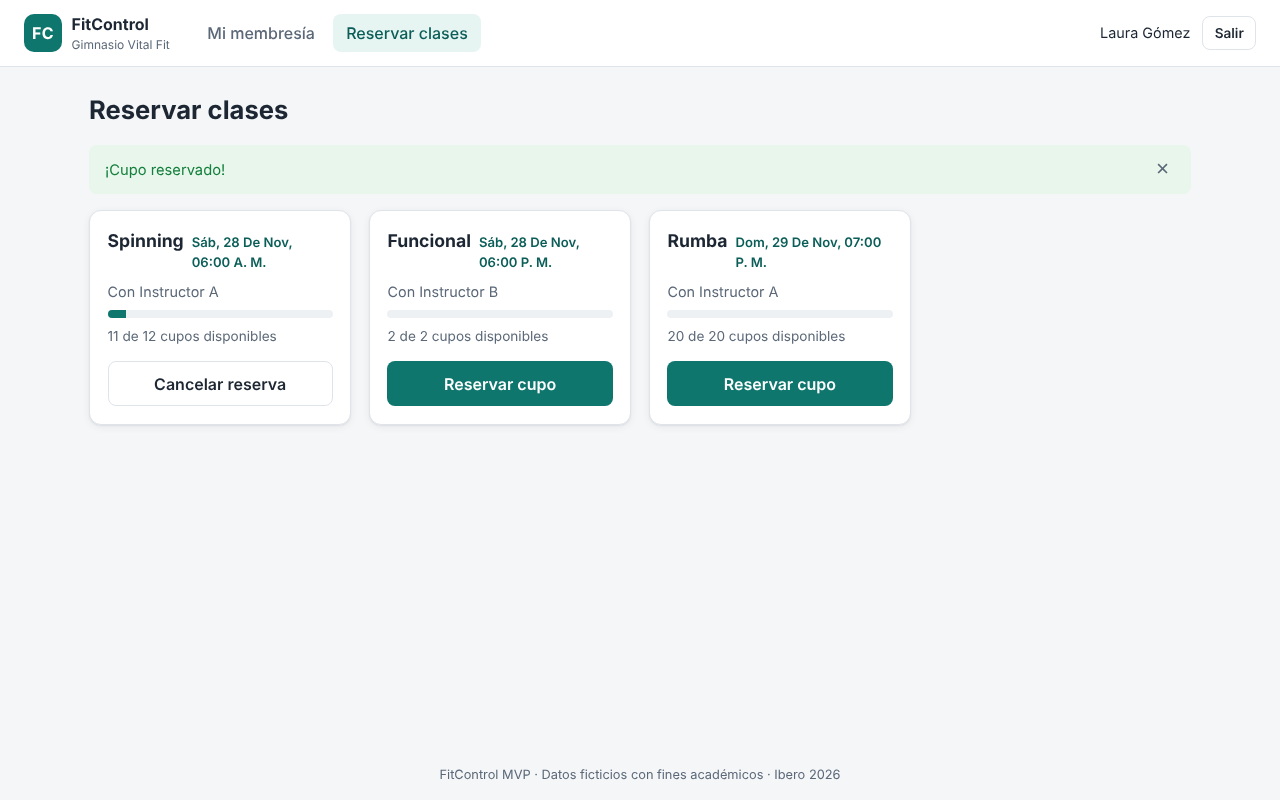 FC
FitControl
Gimnasio Vital Fit
Mi membresía
Reservar clases
Laura Gómez
Salir
Reservar clases
¡Cupo reservado!
Spinning
Sáb, 28 De Nov,
06:00 A. M.
Con Instructor A
11 de 12 cupos disponibles
Cancelar reserva
Funcional
Sáb, 28 De Nov,
06:00 P. M.
Con Instructor B
2 de 2 cupos disponibles
Reservar cupo
Rumba
Dom, 29 De Nov, 07:00
P. M.
Con Instructor A
20 de 20 cupos disponibles
Reservar cupo
FitControl MVP · Datos ficticios con fines académicos · Ibero 2026